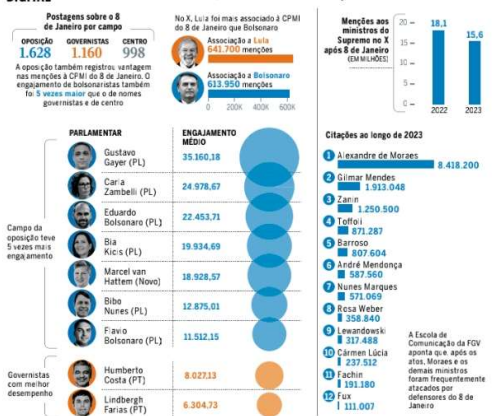 Postagens sobre o 8
de Janeiro por campo
OPOSIÇÃO GOVERNISTAS CENTRO
1.628 1.160 998
A oposição também registrou vantagem
nas menções à CPMI do 8 de Janeiro. O
engajamento de bolsonaristas também
foi 5 vezes maior que o de nomes
governistas e de centro
No X, Lula foi mais associado à CPMI
do 8 de Janeiro que Bolsonaro
Associação a Lula
641.700 menções
Associação a Bolsonaro
613.950 menções
0 200K 400K 600K
Menções aos
ministros do
Supremo no X
após 8 de Janeiro
(EM MILHÕES)
20
15
10
5
0
18,1
15,6
2022 2023
PARLAMENTAR
ENGAJAMENTO
MÉDIO
Campo da
oposição teve
5 vezes mais
engajamento
Gustavo
Gayer (PL)
35.160,18
Carla
Zambelli (PL)
24.978,67
Eduardo
Bolsonaro (PL)
22.453,71
Bia
Kicis (PL)
19.934,69
Marcel van
Hattem (Novo)
18.928,57
Bibo
Nunes (PL)
12.875,01
Flavio
Bolsonaro (PL)
11.512,15
Governistas
com melhor
desempenho
Humberto
Costa (PT)
8.027,13
Lindbergh
Farias (PT)
6.304,73
Citações ao longo de 2023
1 Alexandre de Moraes
8.418.200
2 Gilmar Mendes
1.913.048
3 Zanin
1.250.500
4 Toffoli
871.287
5 Barroso
807.604
6 André Mendonça
587.560
7 Nunes Marques
571.069
8 Rosa Weber
358.840
9 Lewandowski
317.488
10 Cármen Lúcia
237.512
11 Fachin
191.180
12 Fux
111.007
A Escola de
Comunicação da FGV
aponta que, após os
atos, Moraes e os
demais ministros
foram frequentemente
atacados por
defensores do 8 de
Janeiro